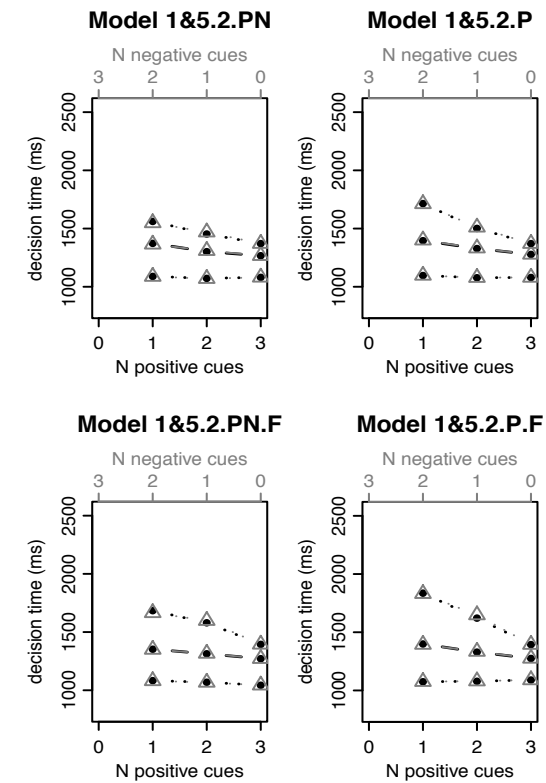 Model 1&5.2.PN
N negative cues
3 2 1 0
2500
2000
1500
1000
decision time (ms)
0 1 2 3
N positive cues
Model 1&5.2.P
N negative cues
3 2 1 0
2500
2000
1500
1000
decision time (ms)
0 1 2 3
N positive cues
Model 1&5.2.PN.F
N negative cues
3 2 1 0
2500
2000
1500
1000
decision time (ms)
0 1 2 3
N positive cues
Model 1&5.2.P.F
N negative cues
3 2 1 0
2500
2000
1500
1000
decision time (ms)
0 1 2 3
N positive cues